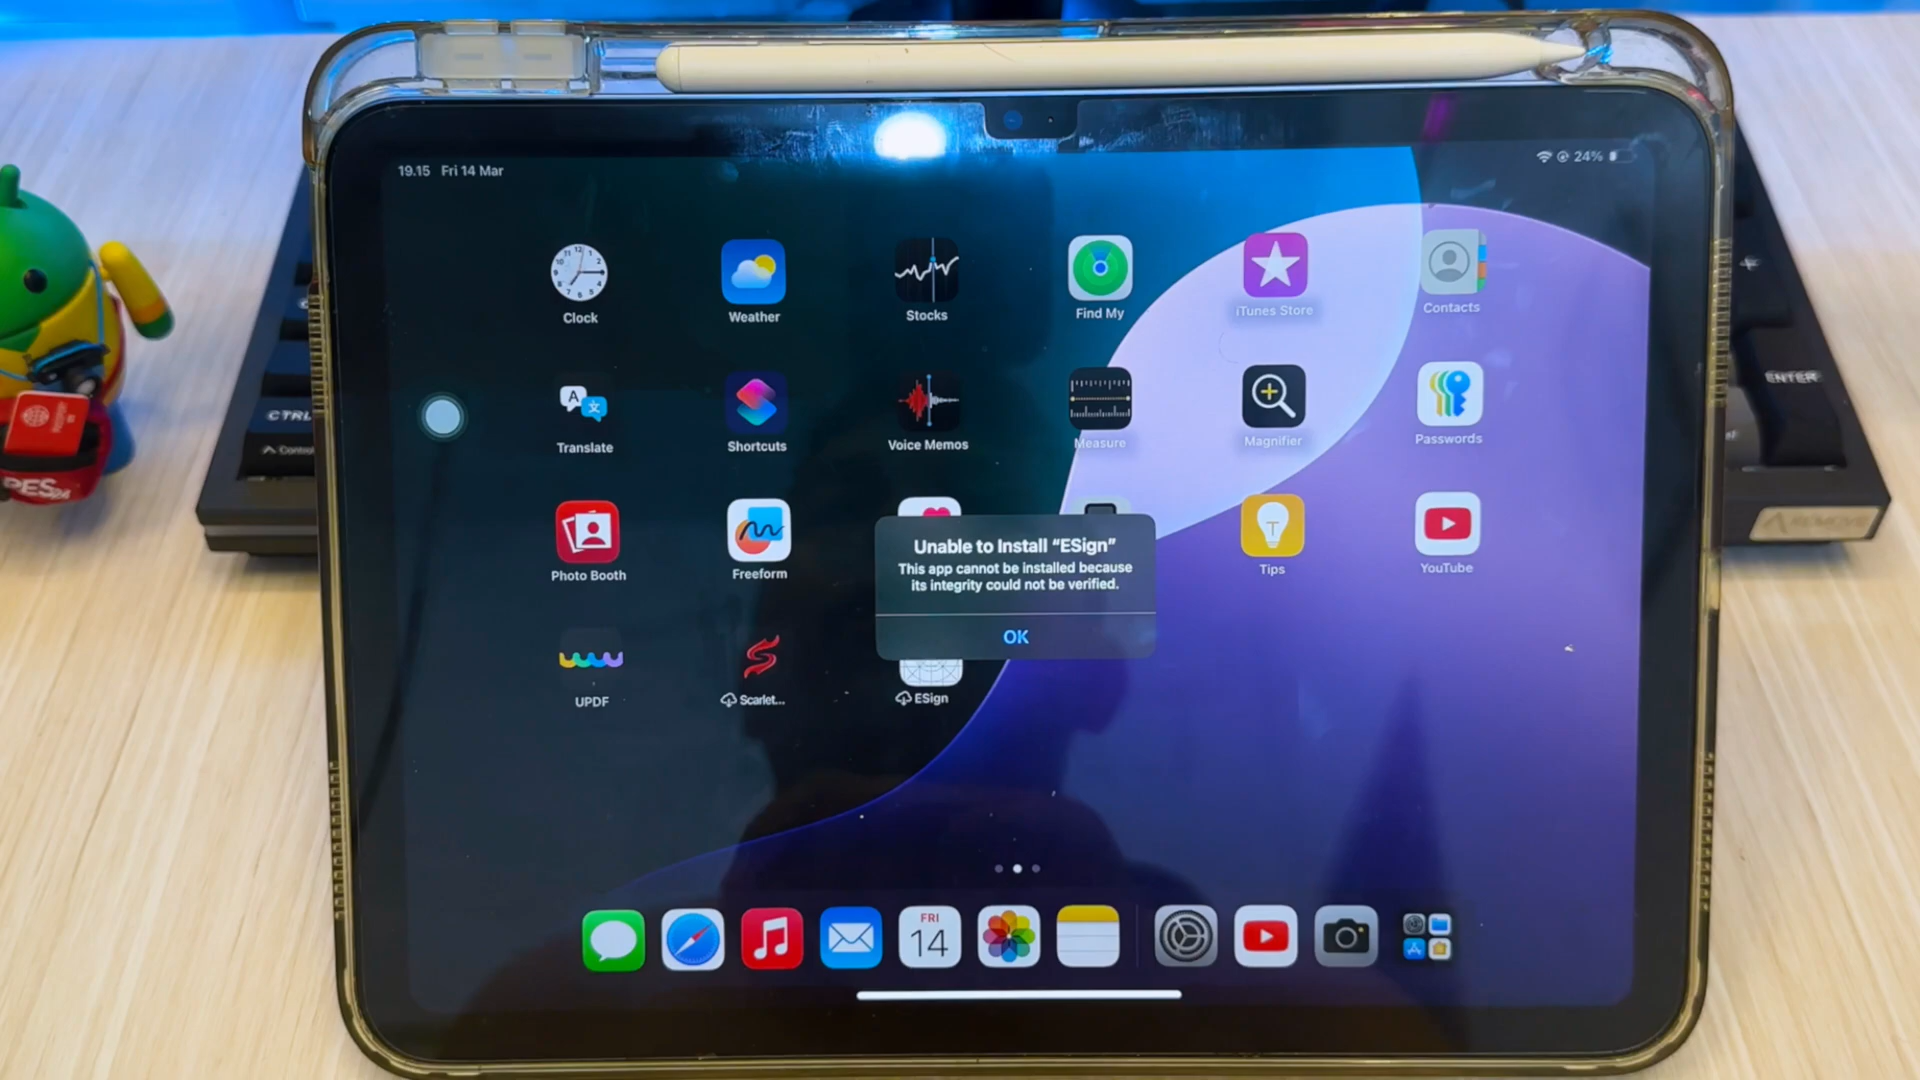 19.15 Fri 14 Mar
24%
Clock
Weather
Stocks
Find My
iTunes Store
Contacts
A
文
Translate
Shortcuts
Voice Memos
Measure
Magnifier
Passwords
Photo Booth
Freeform
T
Tips
YouTube
Unable to Install “ESign”
This app cannot be installed because
its integrity could not be verified.
OK
UPDF
Scarlet...
ESign
FRI
14
CTRL
Control
ENTER